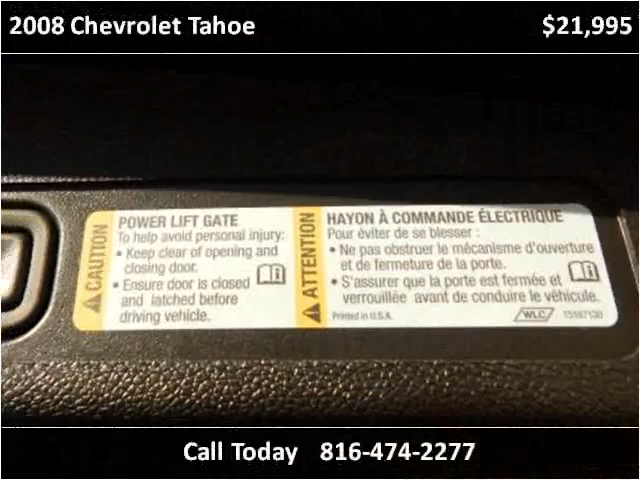 2008 Chevrolet Tahoe $21,995
CAUTION
POWER LIFT GATE
To help avoid personal injury:
• Keep clear of opening and
closing door.
• Ensure door is closed
and latched before
driving vehicle.
ATTENTION
HAYON À COMMANDE ÉLECTRIQUE
Pour éviter de se blesser :
• Ne pas obstruer le mécanisme d'ouverture
et de fermeture de la porte.
• S'assurer que la porte est fermée et
verrouillée avant de conduire le véhicule.
Printed in U.S.A. WLC
Call Today 816-474-2277